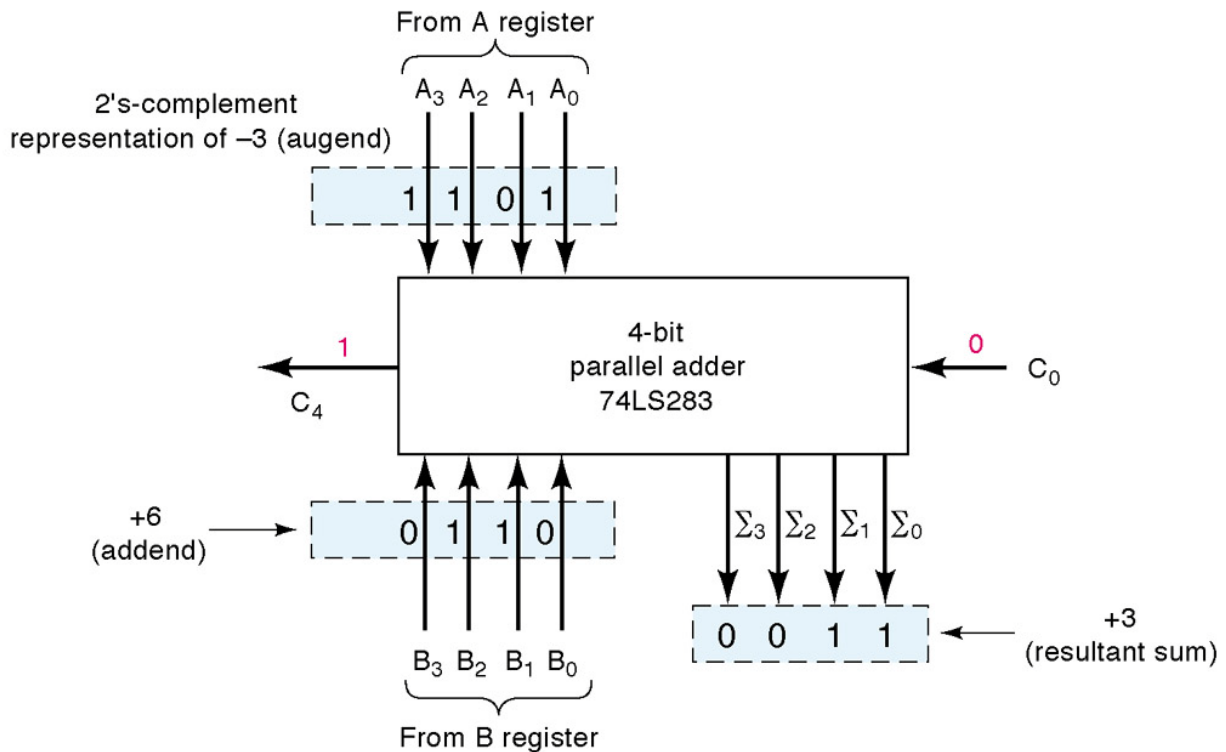 From A register
A₃ A₂ A₁ A₀
2's-complement
representation of –3 (augend)
1 1 0 1
4-bit
parallel adder
74LS283
1
C₄
0
C₀
+6
(addend)
0 1 1 0
Σ₃ Σ₂ Σ₁ Σ₀
0 0 1 1
+3
(resultant sum)
B₃ B₂ B₁ B₀
From B register